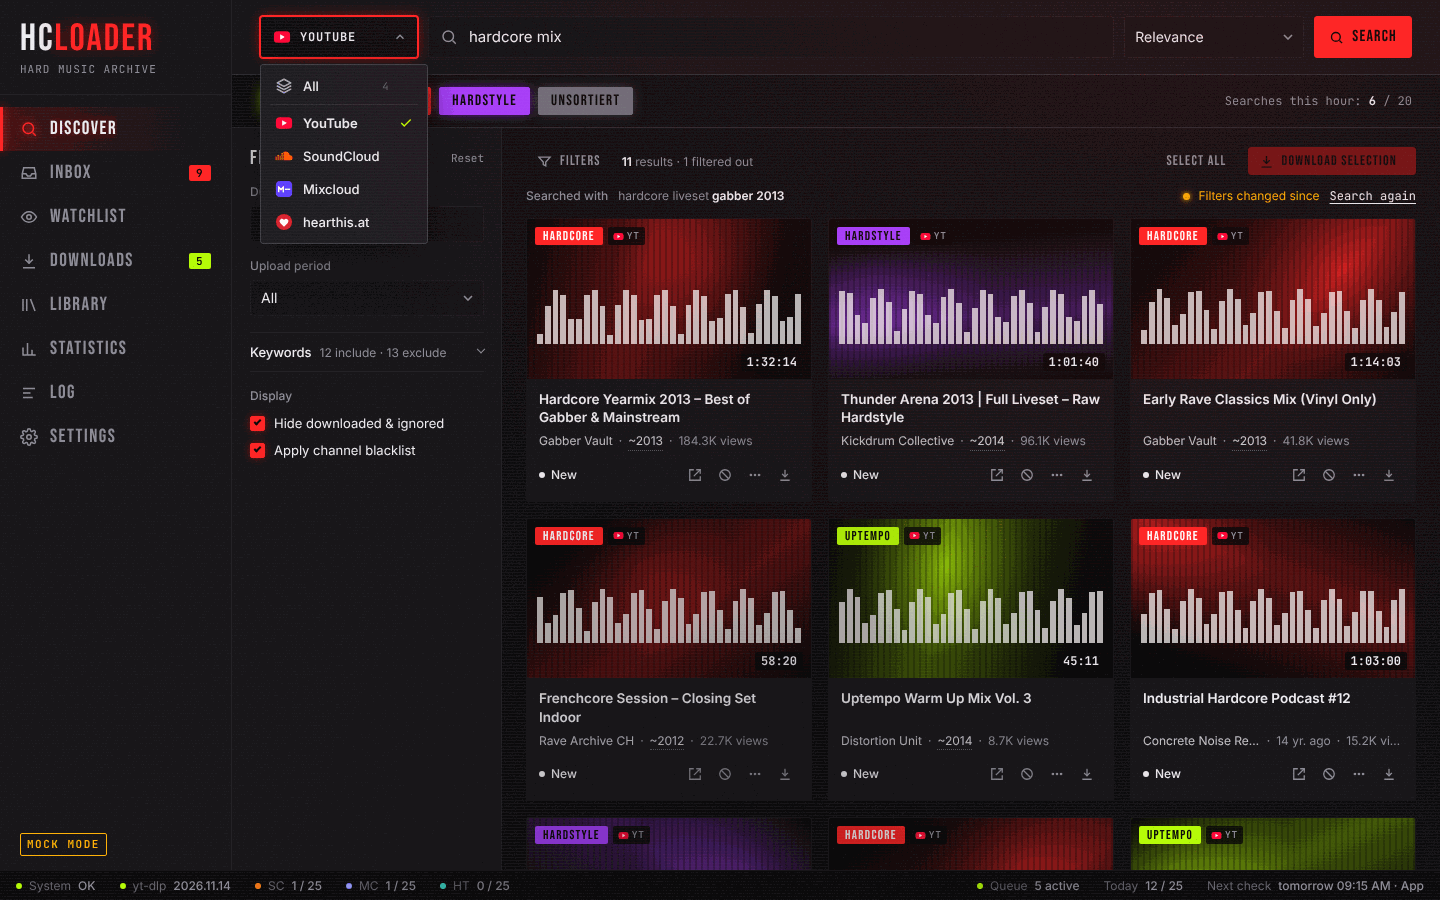 HCLOADER
HARD MUSIC ARCHIVE
DISCOVER
INBOX 9
WATCHLIST
DOWNLOADS 5
LIBRARY
STATISTICS
LOG
SETTINGS
MOCK MODE
YOUTUBE
hardcore mix
Relevance
SEARCH
All 4
YouTube
SoundCloud
Mixcloud
hearthis.at
HARDSTYLE
UNSORTIERT
Searches this hour: 6 / 20
Reset
Upload period
All
Keywords 12 include · 13 exclude
Display
Hide downloaded & ignored
Apply channel blacklist
FILTERS 11 results · 1 filtered out
SELECT ALL
DOWNLOAD SELECTION
Searched with hardcore liveset gabber 2013
Filters changed since Search again
HARDCORE YT
1:32:14
Hardcore Yearmix 2013 – Best of
Gabber & Mainstream
Gabber Vault · ~2013 · 184.3K views
New
HARDSTYLE YT
1:01:40
Thunder Arena 2013 | Full Liveset – Raw
Hardstyle
Kickdrum Collective · ~2014 · 96.1K views
New
HARDCORE YT
1:14:03
Early Rave Classics Mix (Vinyl Only)
Gabber Vault · ~2013 · 41.8K views
New
HARDCORE YT
58:20
Frenchcore Session – Closing Set
Indoor
Rave Archive CH · ~2012 · 22.7K views
New
UPTEMPO YT
45:11
Uptempo Warm Up Mix Vol. 3
Distortion Unit · ~2014 · 8.7K views
New
HARDCORE YT
1:03:00
Industrial Hardcore Podcast #12
Concrete Noise Re... · 14 yr. ago · 15.2K vi...
New
HARDSTYLE YT
HARDCORE YT
UPTEMPO YT
System OK
yt-dlp 2026.11.14
SC 1 / 25
MC 1 / 25
HT 0 / 25
Queue 5 active
Today 12 / 25
Next check tomorrow 09:15 AM · App